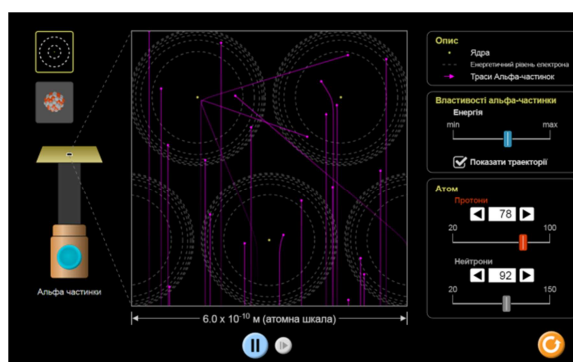 Опис
Ядра
Енергетичний рівень електрона
Траси Альфа-частинок
Властивості альфа-частинки
Енергія
min max
Показати траекторії
Атом
Протони
78
20 100
Нейтрони
92
20 150
Альфа частинки
6.0 x 10⁻¹⁰ м (атомна шкала)